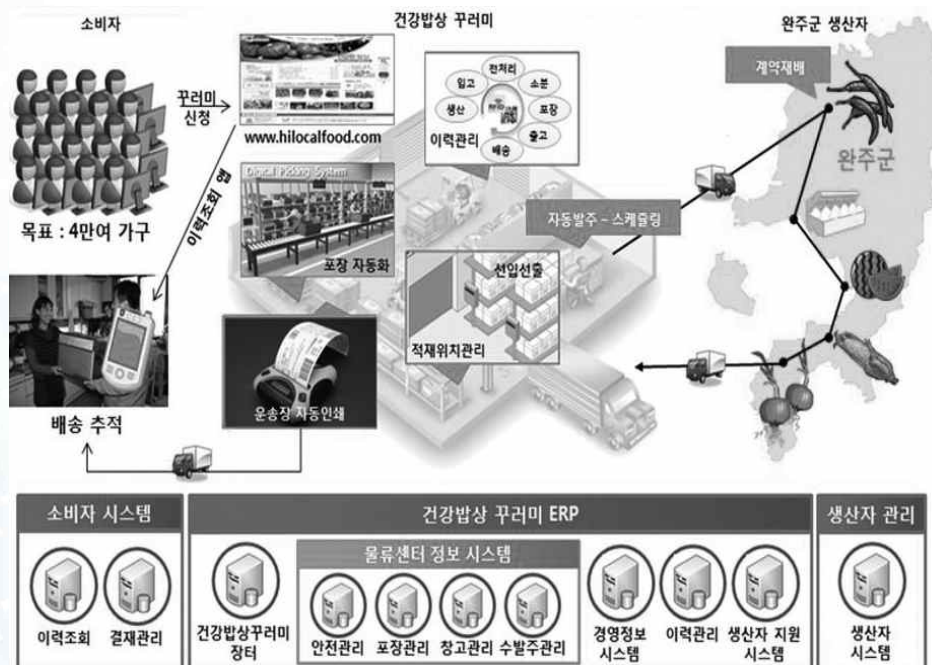 소비자
건강밥상 꾸러미
완주군 생산자
꾸러미
신청
www.hilocalfood.com
전처리
입고
소분
생산
포장
출고
배송
이력관리
계약재배
완주군
목표 : 4만여 가구
이력조회 앱
Digital Picking System
포장 자동화
자동발주 ~ 스케줄링
선입선출
적재위치관리
운송장 자동인쇄
배송 추적
소비자 시스템
이력조회
결재관리
건강밥상 꾸러미 ERP
건강밥상꾸러미
장터
물류센터 정보 시스템
안전관리
포장관리
창고관리
수발주관리
경영정보
시스템
이력관리
생산자 지원
시스템
생산자 관리
생산자
시스템